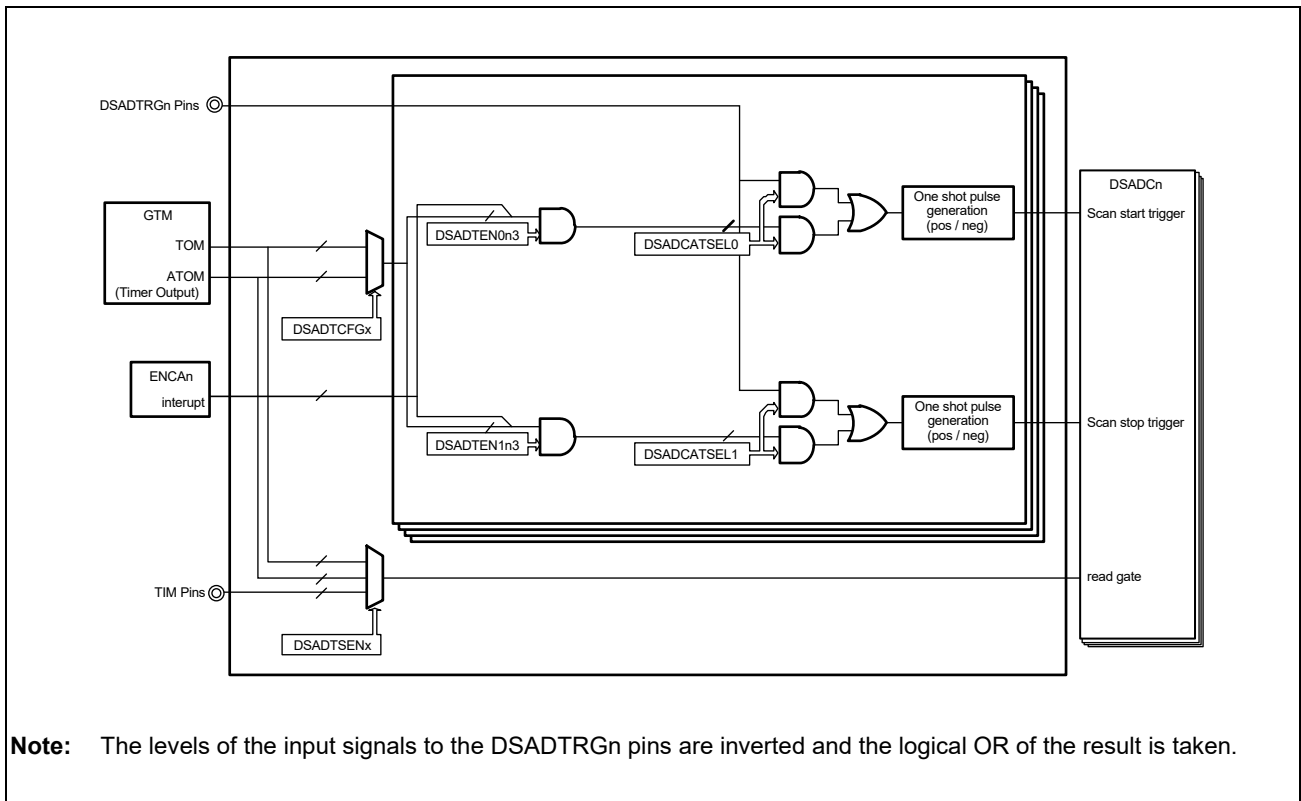 DSADTRGn Pins
DSADCn
GTM
One shot pulse
generation
(pos / neg)
Scan start trigger
TOM
DSADTEN0n3
DSADCATSEL0
ATOM
(Timer Output)
DSADTCFGx
ENCAn
interupt
One shot pulse
generation
(pos / neg)
Scan stop trigger
DSADTEN1n3
DSADCATSEL1
read gate
TIM Pins
DSADTSENx
Note: The levels of the input signals to the DSADTRGn pins are inverted and the logical OR of the result is taken.